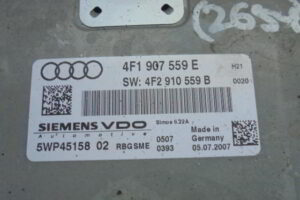 (265
4F1 907 559 E
H21
SW: 4F2 910 559 B
0020
SIEMENS VDO
Automotive
Simos 6.22A
5WP45158 02
RBGSME
0507
0393
Made in
Germany
05.07.2007